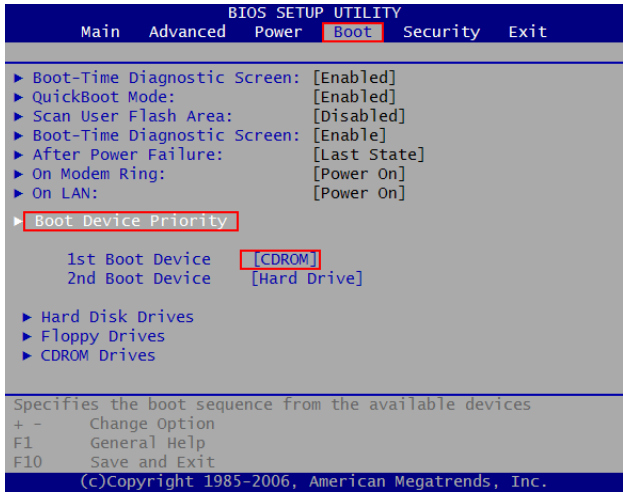 BIOS SETUP UTILITY
Main Advanced Power Boot Security Exit
► Boot-Time Diagnostic Screen: [Enabled]
► QuickBoot Mode: [Enabled]
► Scan User Flash Area: [Disabled]
► Boot-Time Diagnostic Screen: [Enable]
► After Power Failure: [Last State]
► On Modem Ring: [Power On]
► On LAN: [Power On]
► Boot Device Priority
1st Boot Device [CDROM]
2nd Boot Device [Hard Drive]
► Hard Disk Drives
► Floppy Drives
► CDROM Drives
Specifies the boot sequence from the available devices
+ - Change Option
F1 General Help
F10 Save and Exit
(c)Copyright 1985-2006, American Megatrends, Inc.